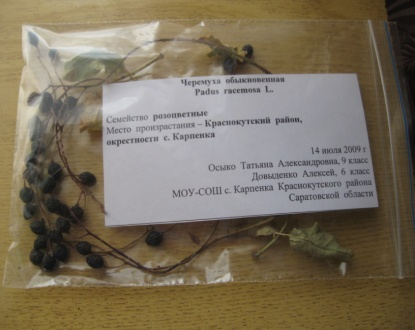 Черемуха обыкновенная
Padus racemosa L.
Семейство розоцветные
Место произрастания – Краснокутский район,
окрестности с. Карпенка
14 июля 2009 г
Осыко Татьяна Александровна, 9 класс
Довыденко Алексей, 6 класс
МОУ-СОШ с. Карпенка Краснокутского района
Саратовской области